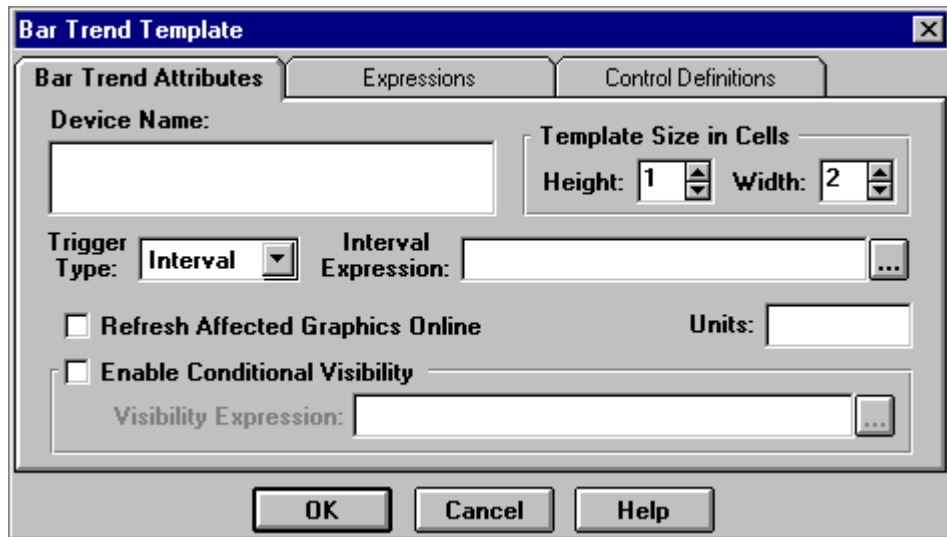 Bar Trend Template
Bar Trend Attributes Expressions Control Definitions
Device Name:
Template Size in Cells
Height: 1 Width: 2
Trigger Type: Interval Interval Expression: ...
Refresh Affected Graphics Online Units:
Enable Conditional Visibility
Visibility Expression: ...
OK Cancel Help